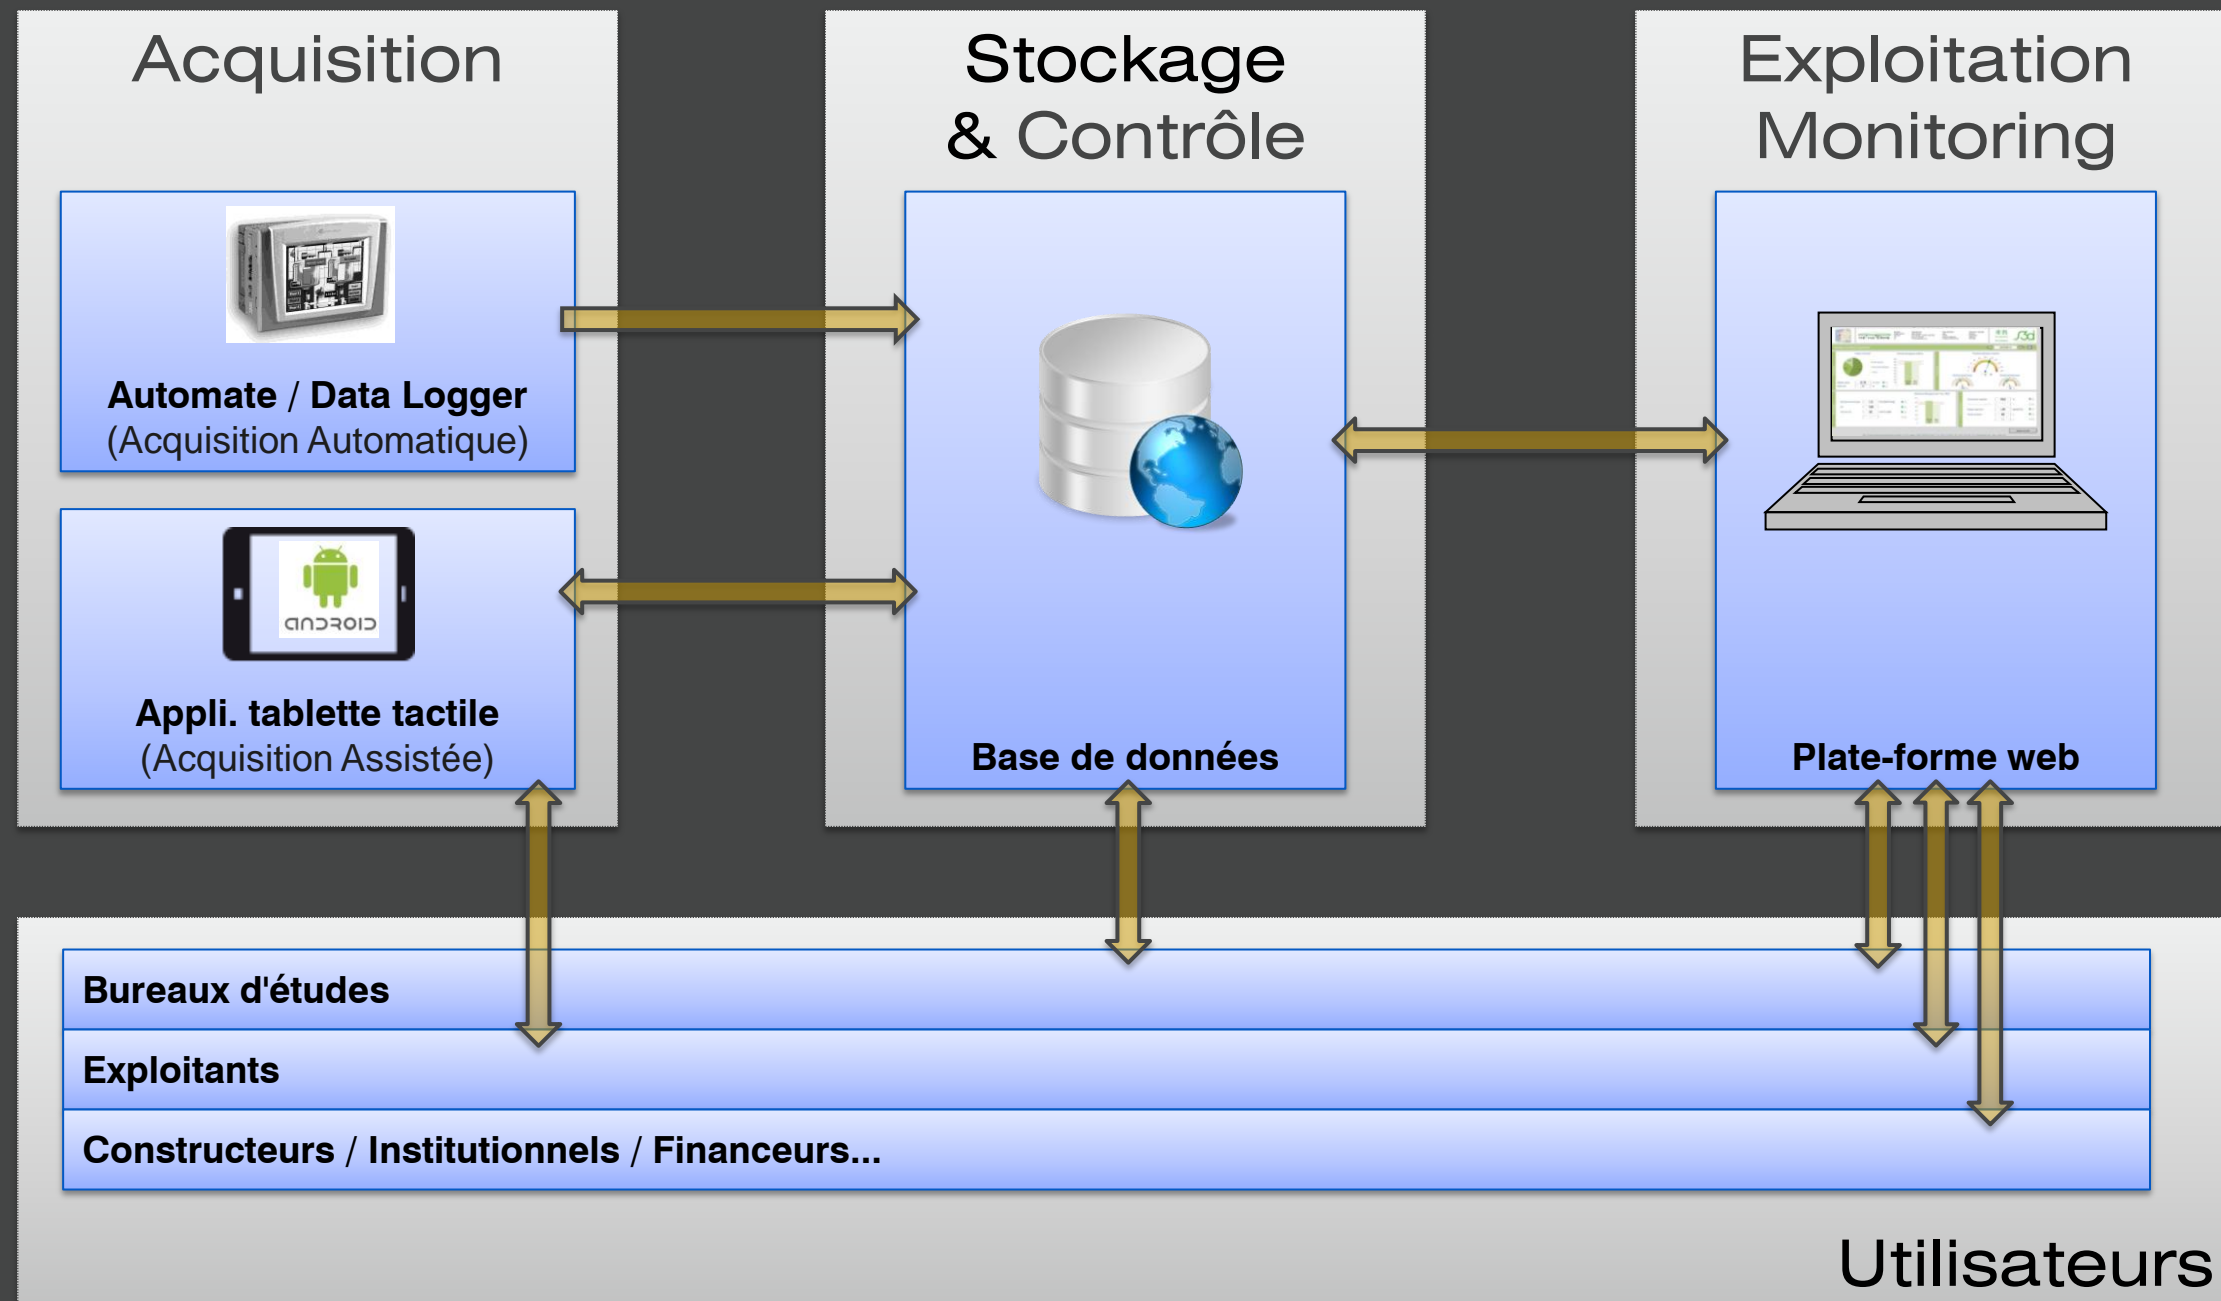 Acquisition
Automate / Data Logger
(Acquisition Automatique)
ANDROID
Appli. tablette tactile
(Acquisition Assistée)
Stockage
& Contrôle
Base de données
Exploitation
Monitoring
s3d
Plate-forme web
Bureaux d'études
Exploitants
Constructeurs / Institutionnels / Financeurs...
Utilisateurs